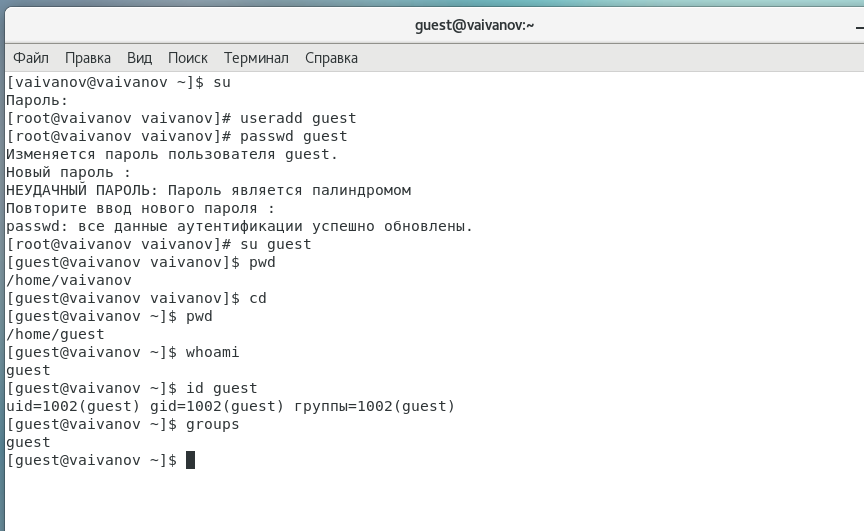 guest@vaivanov:~
Файл Правка Вид Поиск Терминал Справка
[vaivanov@vaivanov ~]$ su
Пароль:
[root@vaivanov vaivanov]# useradd guest
[root@vaivanov vaivanov]# passwd guest
Изменяется пароль пользователя guest.
Новый пароль :
НЕУДАЧНЫЙ ПАРОЛЬ: Пароль является палиндромом
Повторите ввод нового пароля :
passwd: все данные аутентификации успешно обновлены.
[root@vaivanov vaivanov]# su guest
[guest@vaivanov vaivanov]$ pwd
/home/vaivanov
[guest@vaivanov vaivanov]$ cd
[guest@vaivanov ~]$ pwd
/home/guest
[guest@vaivanov ~]$ whoami
guest
[guest@vaivanov ~]$ id guest
uid=1002(guest) gid=1002(guest) группы=1002(guest)
[guest@vaivanov ~]$ groups
guest
[guest@vaivanov ~]$